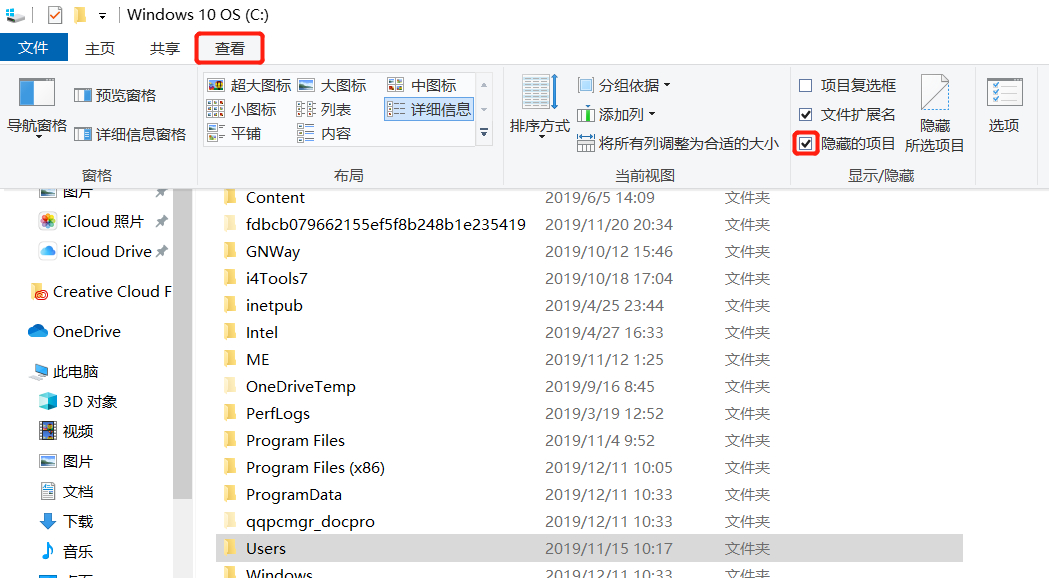 Windows 10 OS (C:)
文件 主页 共享 查看
导航窗格 预览窗格 详细信息窗格
窗格
超大图标 大图标 中图标
小图标 列表 详细信息
平铺 内容
布局
排序方式 分组依据
添加列
将所有列调整为合适的大小
当前视图
项目复选框
文件扩展名
隐藏的项目
隐藏
所选项目
显示/隐藏
选项
图片
iCloud 照片
iCloud Drive
Creative Cloud F
OneDrive
此电脑
3D 对象
视频
图片
文档
下载
音乐
Content 2019/6/5 14:09 文件夹
fdbcb079662155ef5f8b248b1e235419 2019/11/20 20:34 文件夹
GNWay 2019/10/12 15:46 文件夹
i4Tools7 2019/10/18 17:04 文件夹
inetpub 2019/4/25 23:44 文件夹
Intel 2019/4/27 16:33 文件夹
ME 2019/11/12 1:25 文件夹
OneDriveTemp 2019/9/16 8:45 文件夹
PerfLogs 2019/3/19 12:52 文件夹
Program Files 2019/11/4 9:52 文件夹
Program Files (x86) 2019/12/11 10:05 文件夹
ProgramData 2019/12/11 10:33 文件夹
qqpcmgr_docpro 2019/12/11 10:33 文件夹
Users 2019/11/15 10:17 文件夹
Windows 2019/12/11 10:33 文件夹